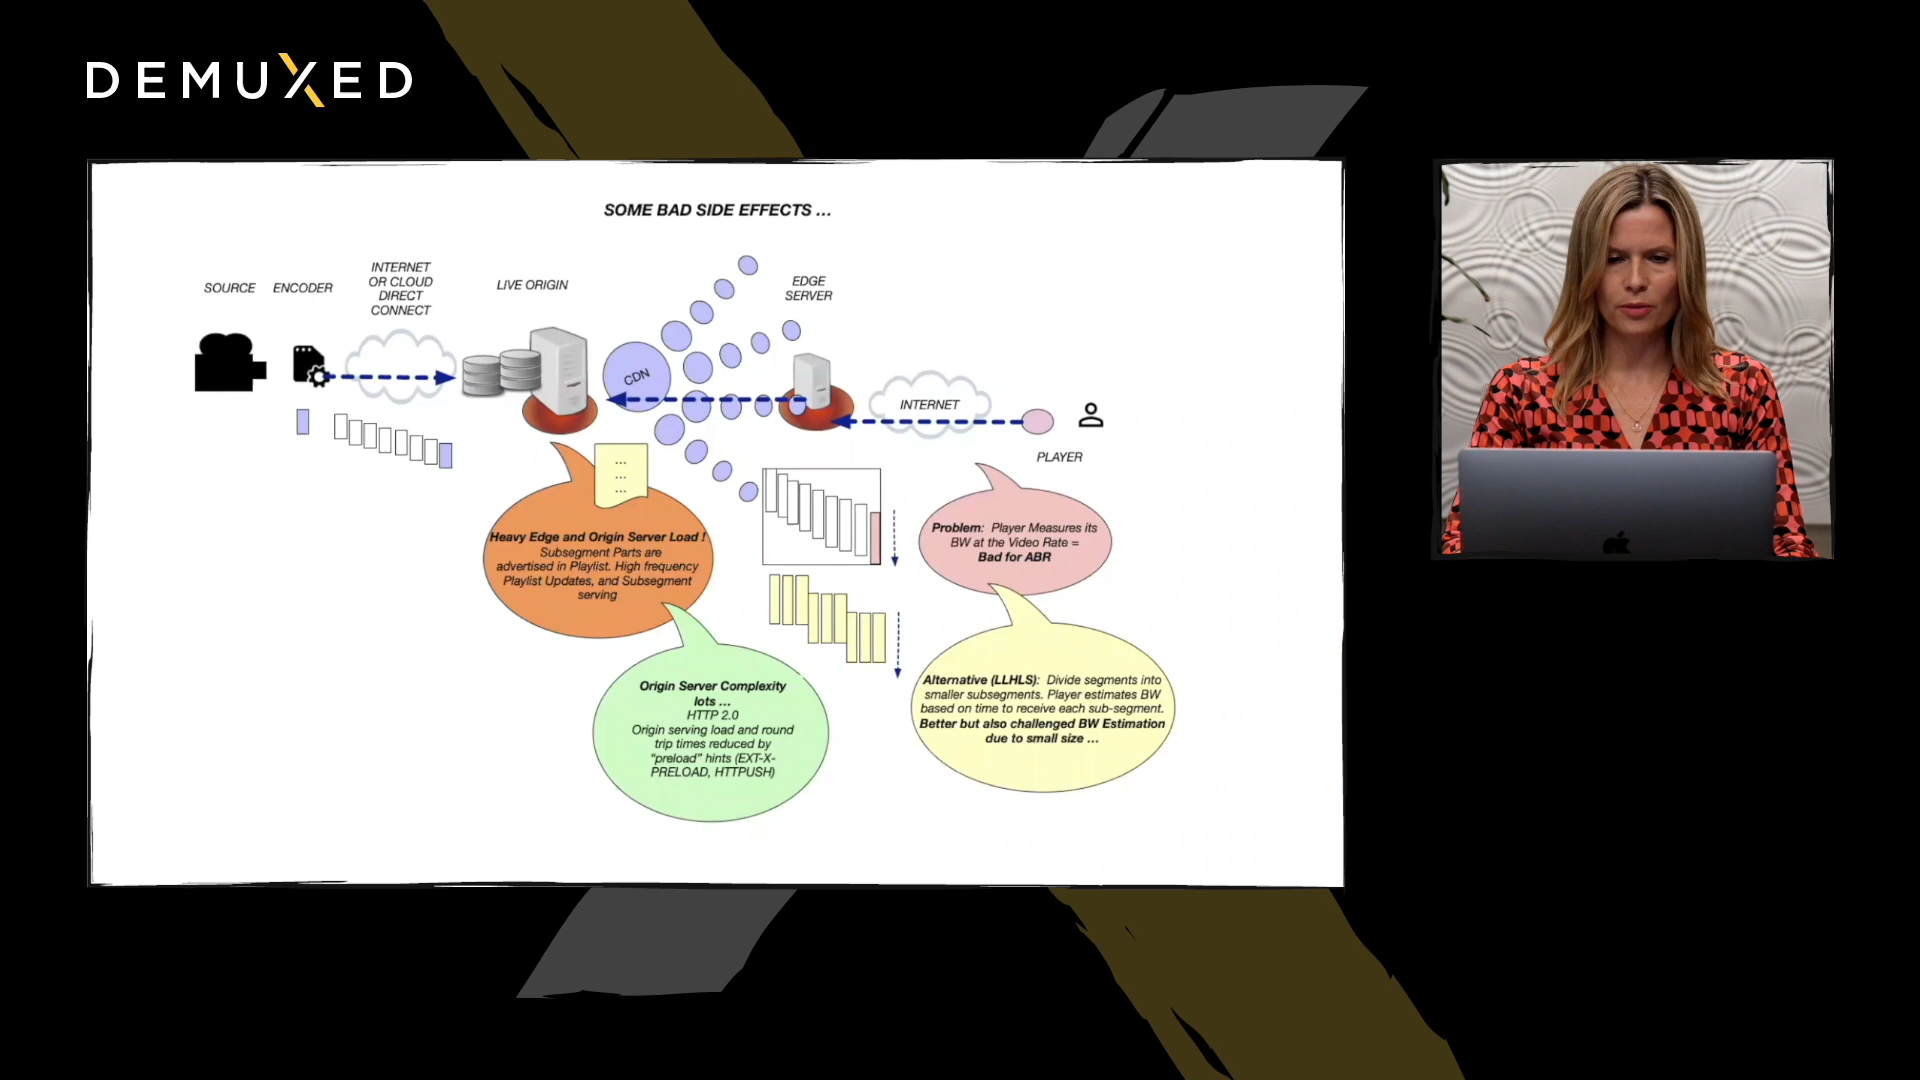 DEMUXED
SOME BAD SIDE EFFECTS ...
SOURCE
ENCODER
INTERNET
OR CLOUD
DIRECT
CONNECT
LIVE ORIGIN
EDGE
SERVER
CDN
INTERNET
PLAYER
...
...
...
Heavy Edge and Origin Server Load !
Subsegment Parts are
advertised in Playlist. High frequency
Playlist Updates, and Subsegment
serving
Problem: Player Measures its
BW at the Video Rate =
Bad for ABR
Origin Server Complexity
lots ...
HTTP 2.0
Origin serving load and round
trip times reduced by
"preload" hints (EXT-X-
PRELOAD, HTTPUSH)
Alternative (LLHLS): Divide segments into
smaller subsegments. Player estimates BW
based on time to receive each sub-segment.
Better but also challenged BW Estimation
due to small size ...